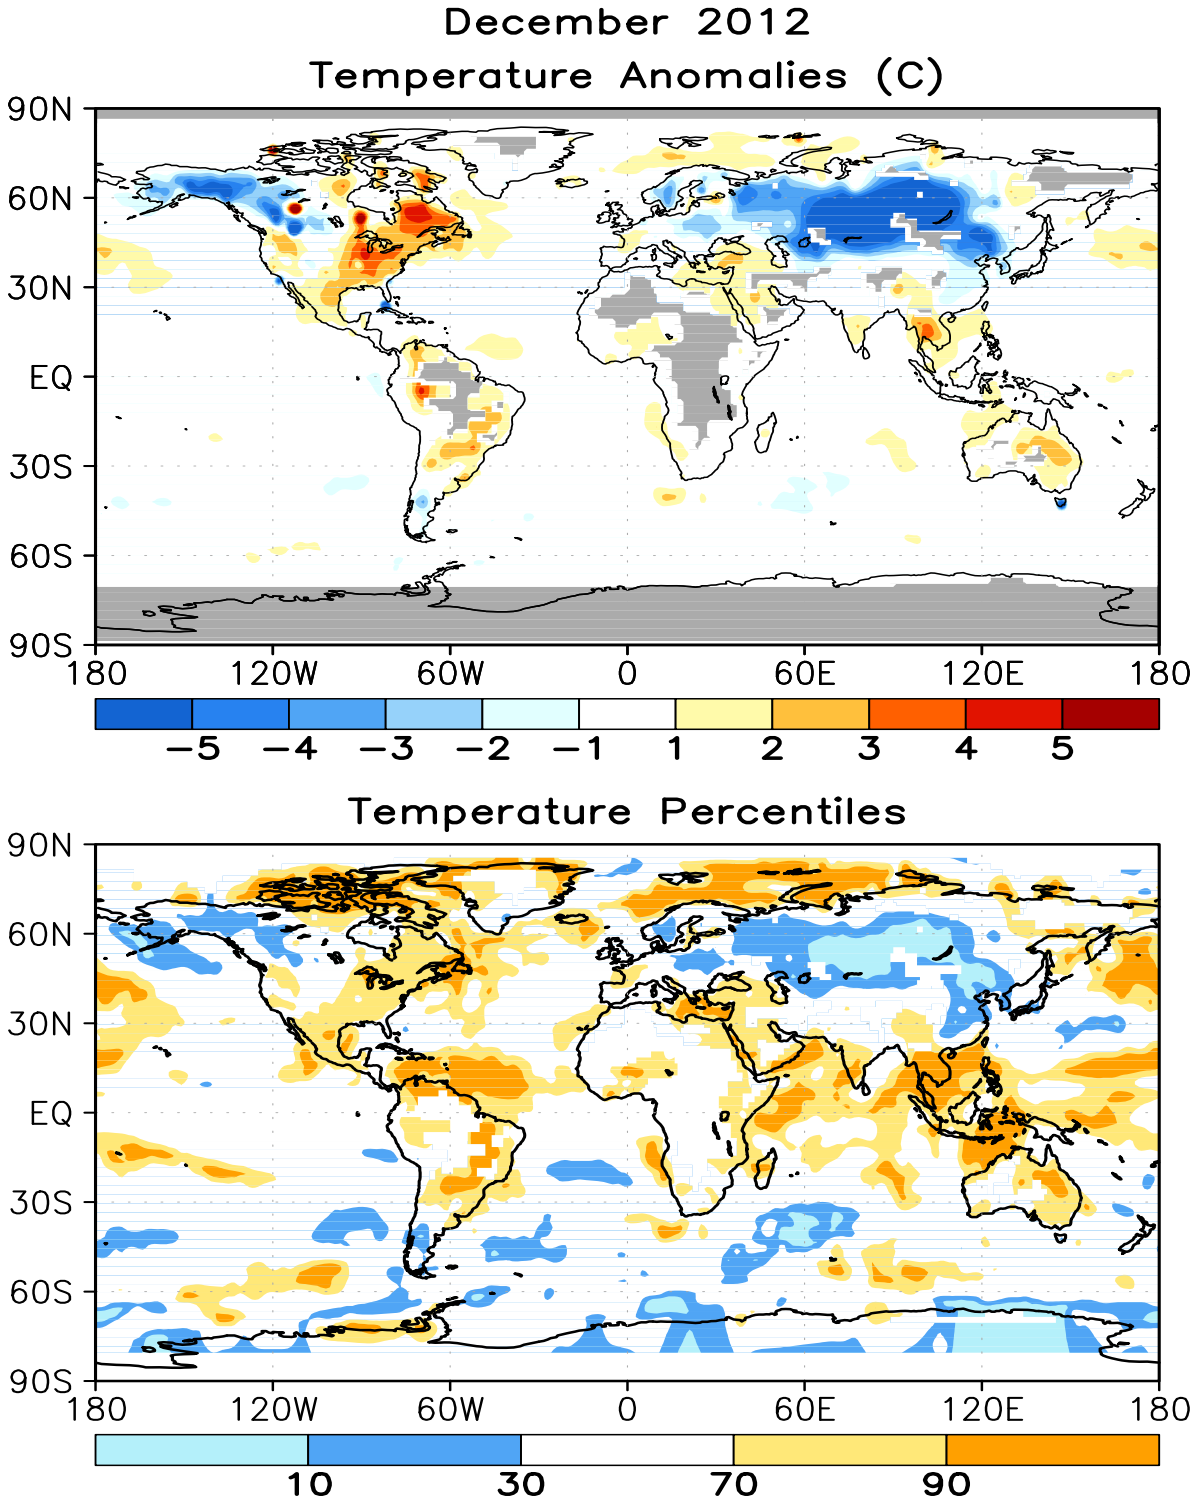 December 2012
Temperature Anomalies (C)
90N
60N
30N
EQ
30S
60S
90S
180 120W 60W 0 60E 120E 180
−5 −4 −3 −2 −1 1 2 3 4 5
Temperature Percentiles
90N
60N
30N
EQ
30S
60S
90S
180 120W 60W 0 60E 120E 180
10 30 70 90